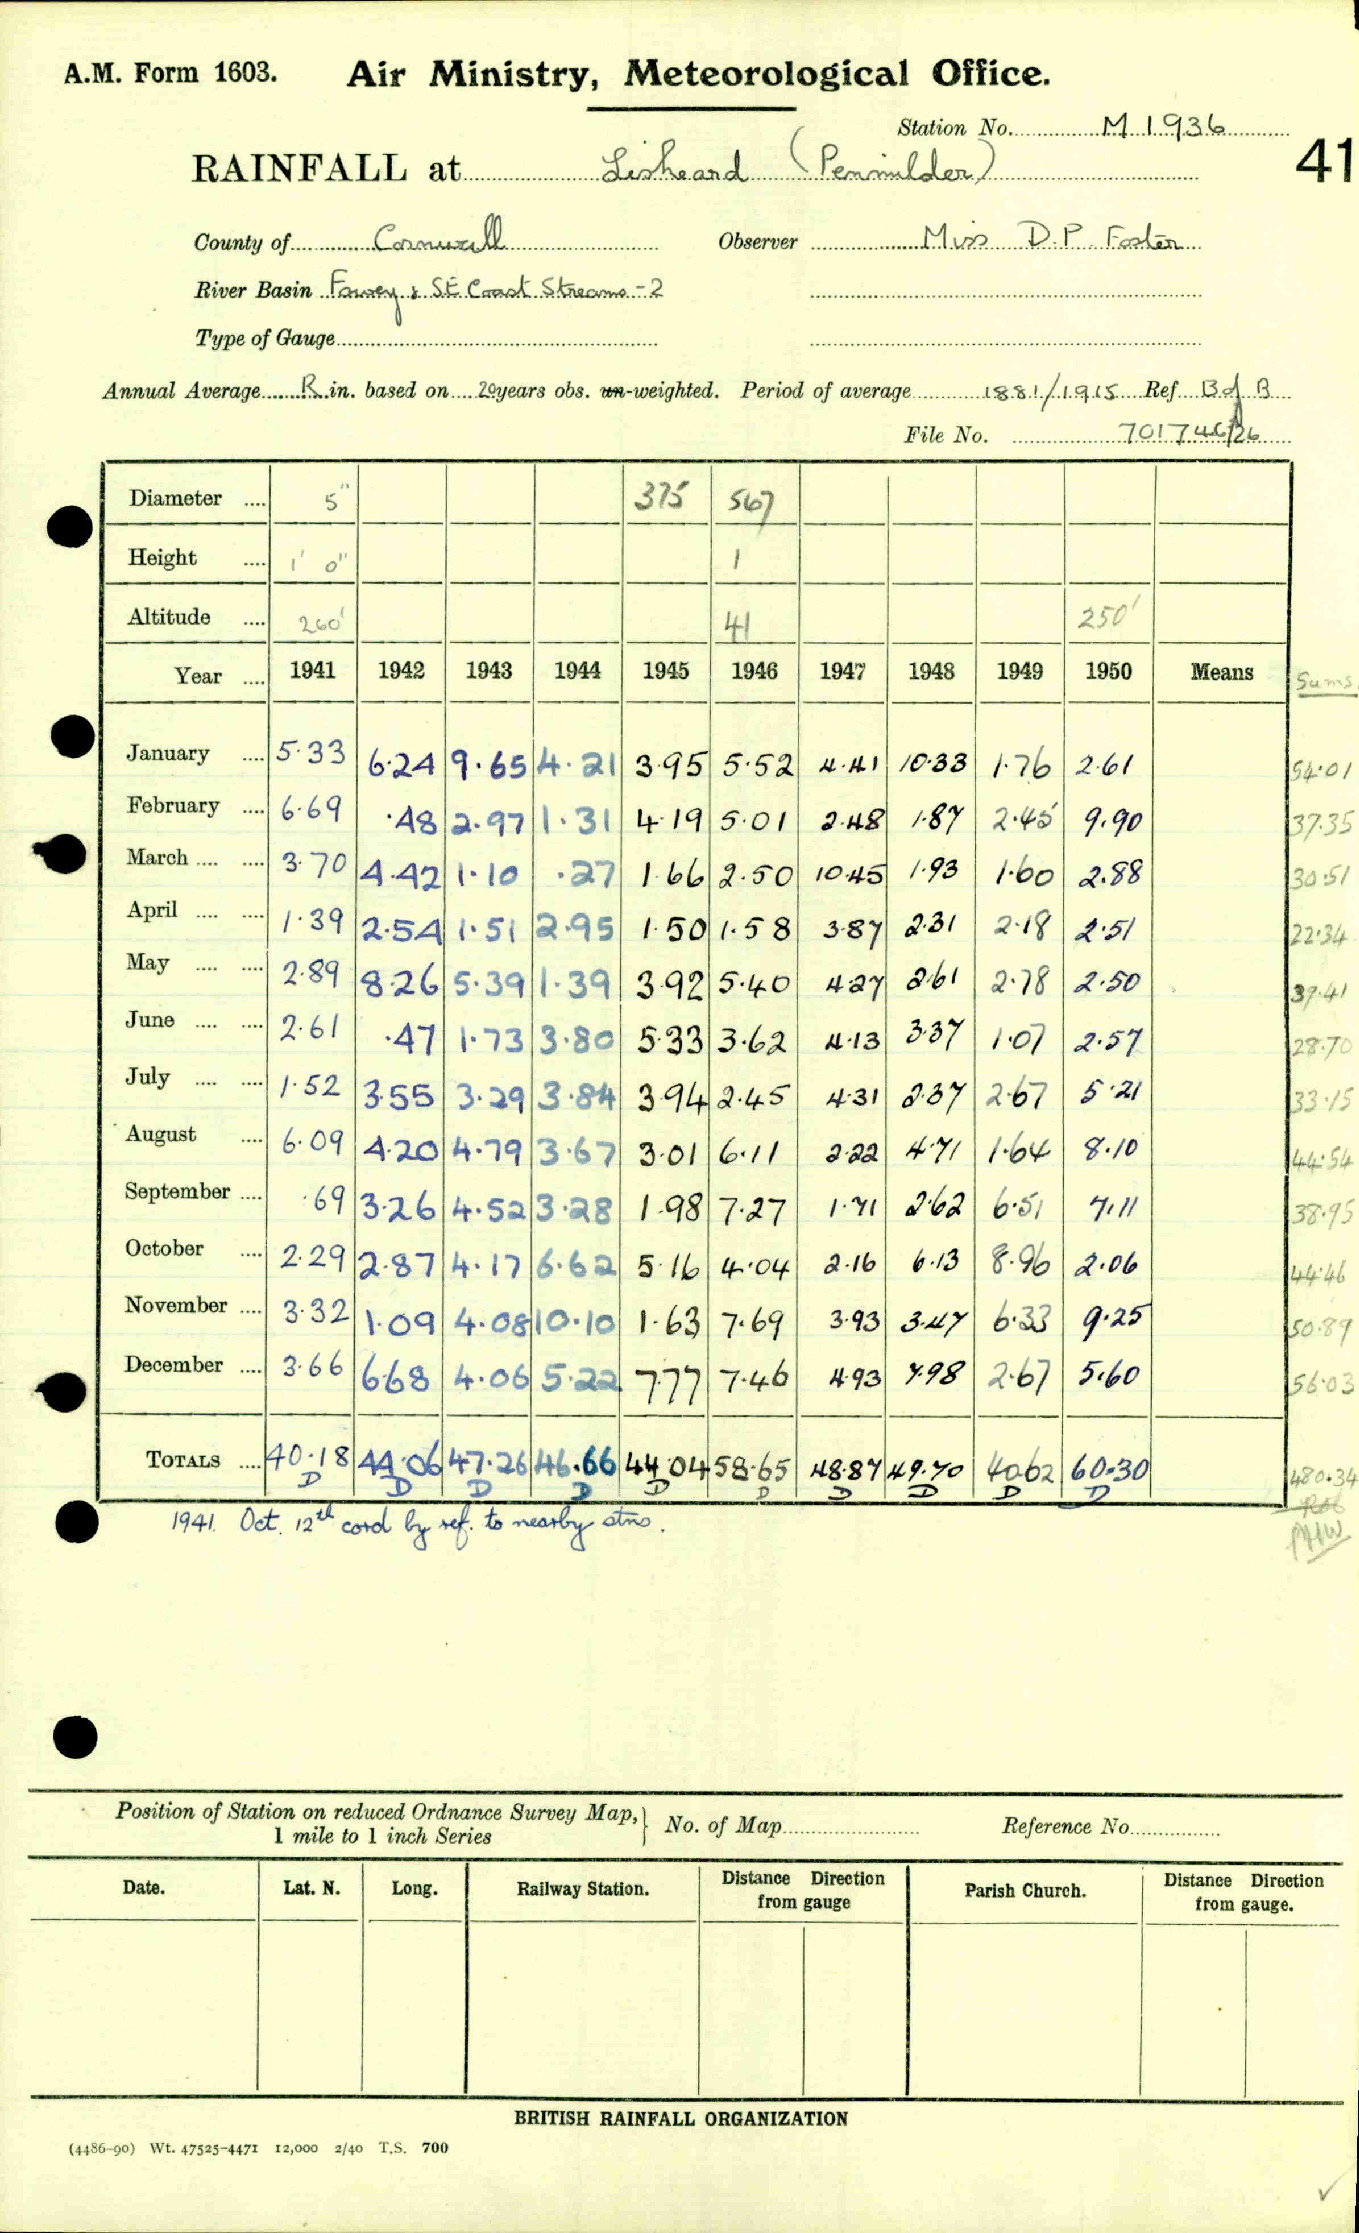 A.M. Form 1603. Air Ministry, Meteorological Office.
Station No. M 1936
41
RAINFALL at Liskeard (Penmilder)
County of Cornwall Observer Miss D.P. Foster
River Basin Fowey & SE Coast Streams - 2
Type of Gauge
Annual Average R in. based on 20 years obs. un-weighted. Period of average 1881/1915 Ref. B of B
File No.
Diameter .... 5" 375 567
Height .... 1' 0" 1
Altitude .... 260' 41 250'
Year .... 1941 1942 1943 1944 1945 1946 1947 1948 1949 1950 Means Sums
January .... 5.33 6.24 9.65 4.21 3.95 5.52 4.41 10.33 1.76 2.61 54.01
February .... 6.69 .48 2.97 1.31 4.19 5.01 2.48 1.87 2.45 9.90 37.35
March .... .... 3.70 4.42 1.10 .27 1.66 2.50 10.45 1.93 1.60 2.88 30.51
April .... .... 1.39 2.54 1.51 2.95 1.50 1.58 3.87 2.31 2.18 2.51 22.34
May .... .... 2.89 8.26 5.39 1.39 3.92 5.40 4.27 2.61 2.78 2.50 39.41
June .... .... 2.61 .47 1.73 3.80 5.33 3.62 4.13 3.37 1.07 2.57 28.70
July .... .... 1.52 3.55 3.29 3.84 3.94 2.45 4.31 2.37 2.67 5.21 33.15
August .... 6.09 4.20 4.79 3.67 3.01 6.11 2.22 4.71 1.64 8.10 44.54
September .... .69 3.26 4.52 3.28 1.98 7.27 1.71 2.62 6.51 7.11 38.95
October .... 2.29 2.87 4.17 6.62 5.16 4.04 2.16 6.13 8.96 2.06 44.46
November .... 3.32 1.09 4.08 10.10 1.63 7.69 3.93 3.47 6.33 9.25 50.89
December .... 3.66 6.68 4.06 5.22 7.77 7.46 4.93 7.98 2.67 5.60 56.03
TOTALS .... 40.18 44.06 47.26 46.66 44.04 58.65 48.87 49.70 40.62 60.30 480.34
D D D D D D D D D D
1941. Oct. 12th cord by ref. to nearby stns.
Position of Station on reduced Ordnance Survey Map, 1 mile to 1 inch Series } No. of Map Reference No.
Date. Lat. N. Long. Railway Station. Distance Direction from gauge Parish Church. Distance Direction from gauge.
BRITISH RAINFALL ORGANIZATION
(4486-90) Wt. 47525-4471 12,000 2/40 T.S. 700